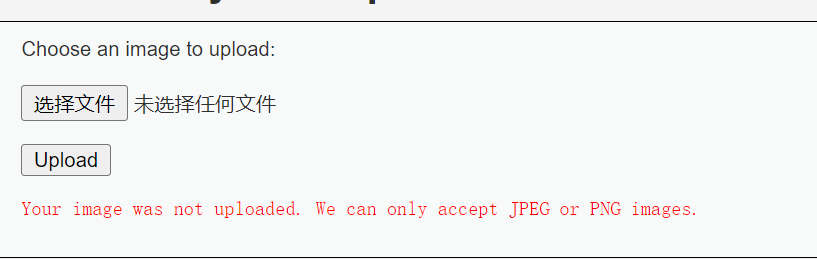 Choose an image to upload:
选择文件 未选择任何文件
Upload
Your image was not uploaded. We can only accept JPEG or PNG images.